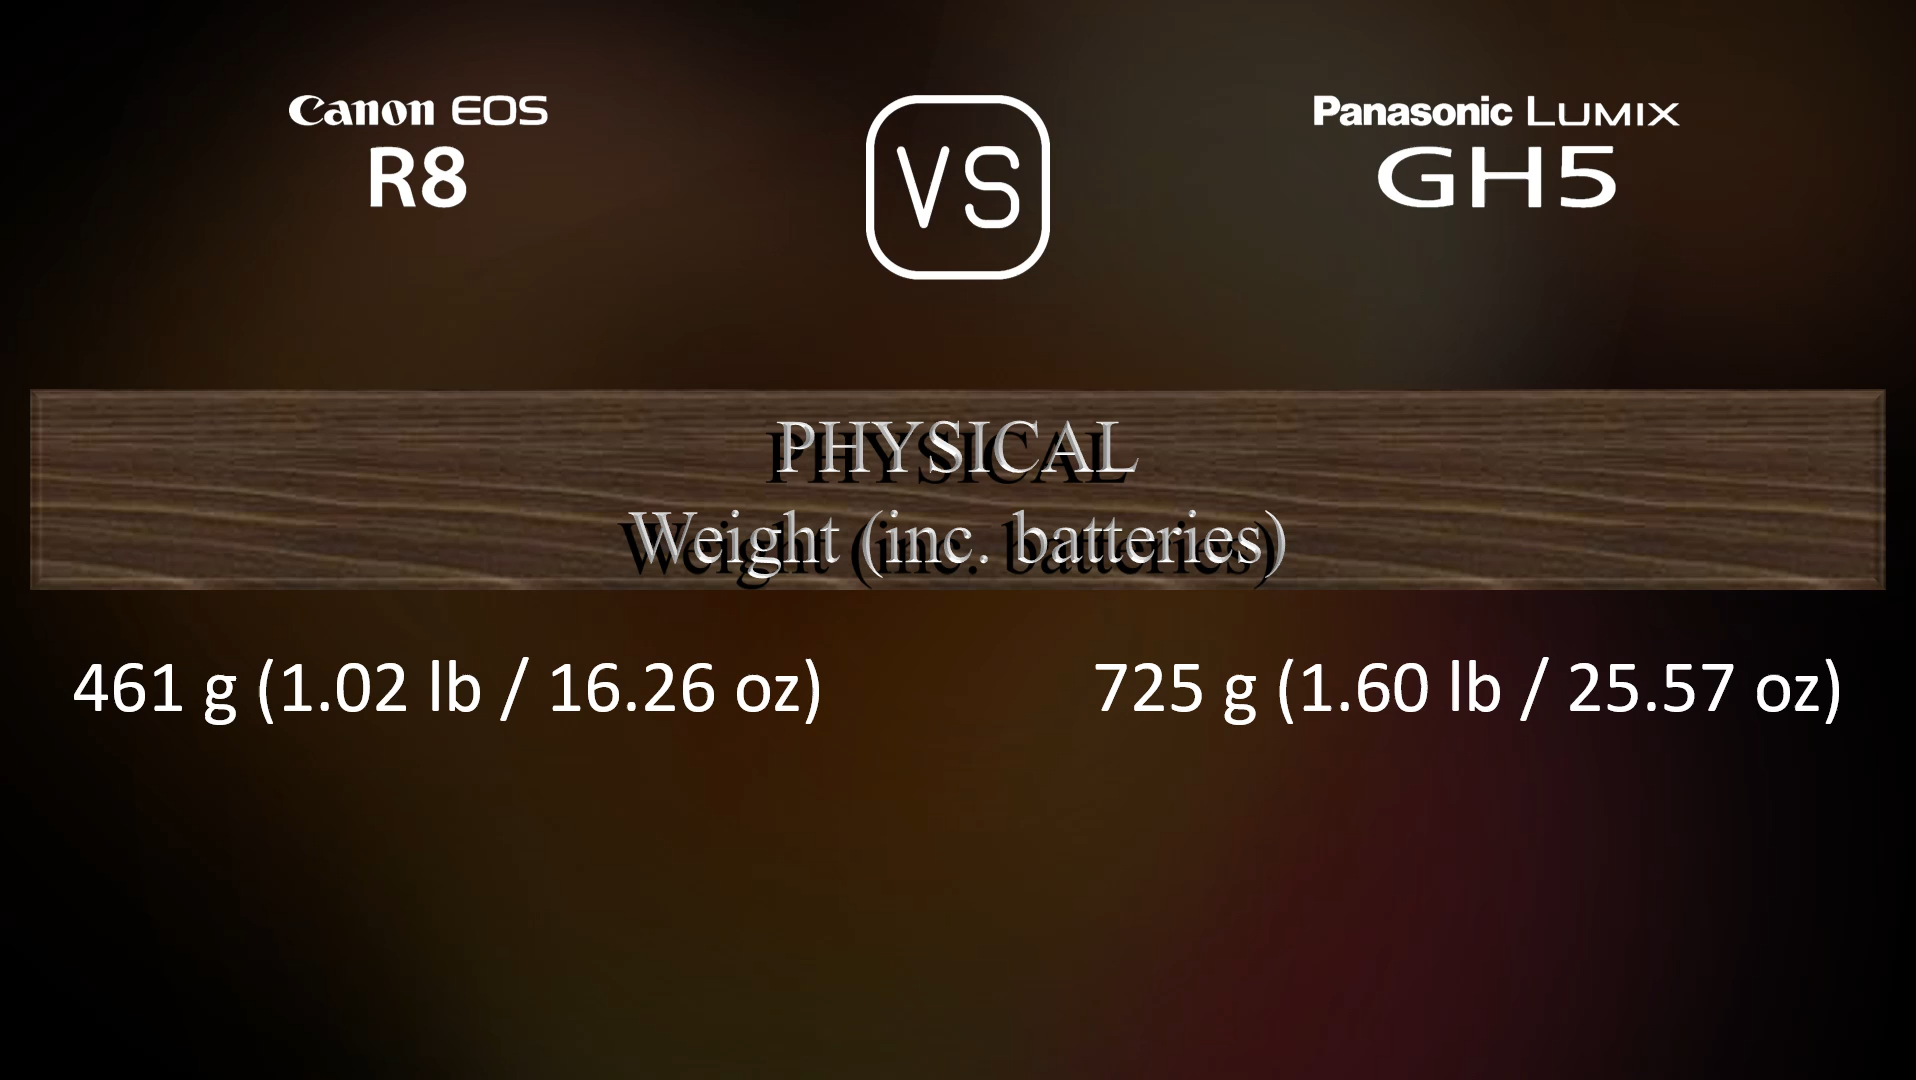 Canon EOS
R8
VS
Panasonic LUMIX
GH5
PHYSICAL
Weight (inc. batteries)
461 g (1.02 lb / 16.26 oz)
725 g (1.60 lb / 25.57 oz)